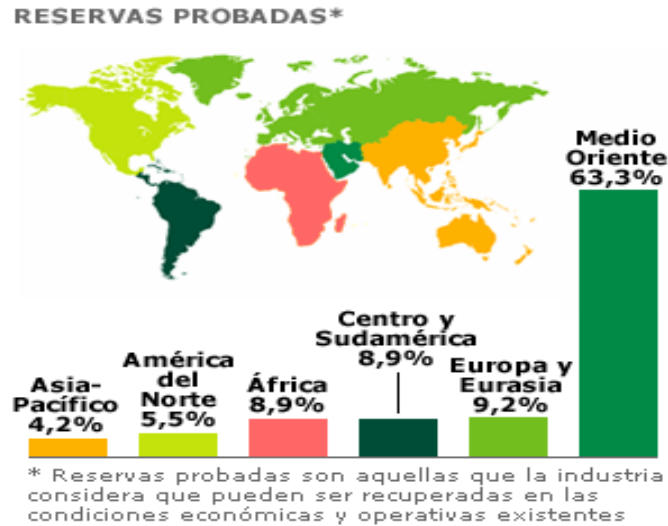 RESERVAS PROBADAS*
Medio
Oriente
63,3%
Centro y
Sudamérica
8,9%
América
del
Norte
5,5%
Europa y
Eurasia
9,2%
Asia-
Pacífico
4,2%
África
8,9%
* Reservas probadas son aquellas que la industria
considera que pueden ser recuperadas en las
condiciones económicas y operativas existentes